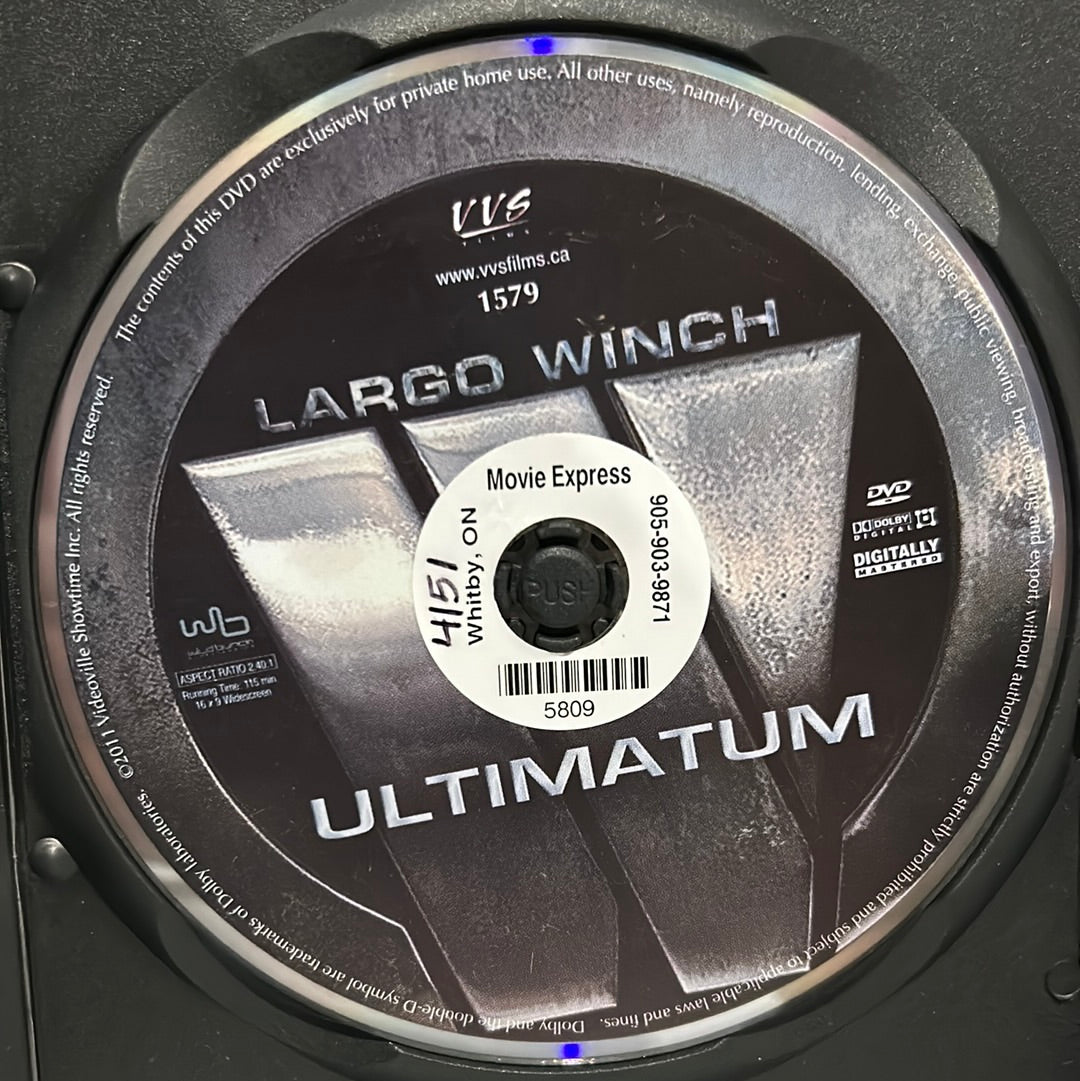 The contents of this DVD are exclusively for private home use. All other uses, namely reproduction, lending, exchange, public viewing, broadcasting and export, without authorization are strictly prohibited and subject to applicable laws and fines. Dolby and the double-D symbol are trademarks of Dolby laboratories. ©2011 Videoville Showtime Inc. All rights reserved.
VVS
FILMS
www.vvsfilms.ca
1579
LARGO WINCH
Movie Express
905-903-9871
4151
Whitby, ON
PUSH
5809
DVD
DOLBY
DIGITAL
DIGITALLY
MASTERED
ASPECT RATIO 2.40:1
Running Time: 115 min
16 x 9 Widescreen
ULTIMATUM